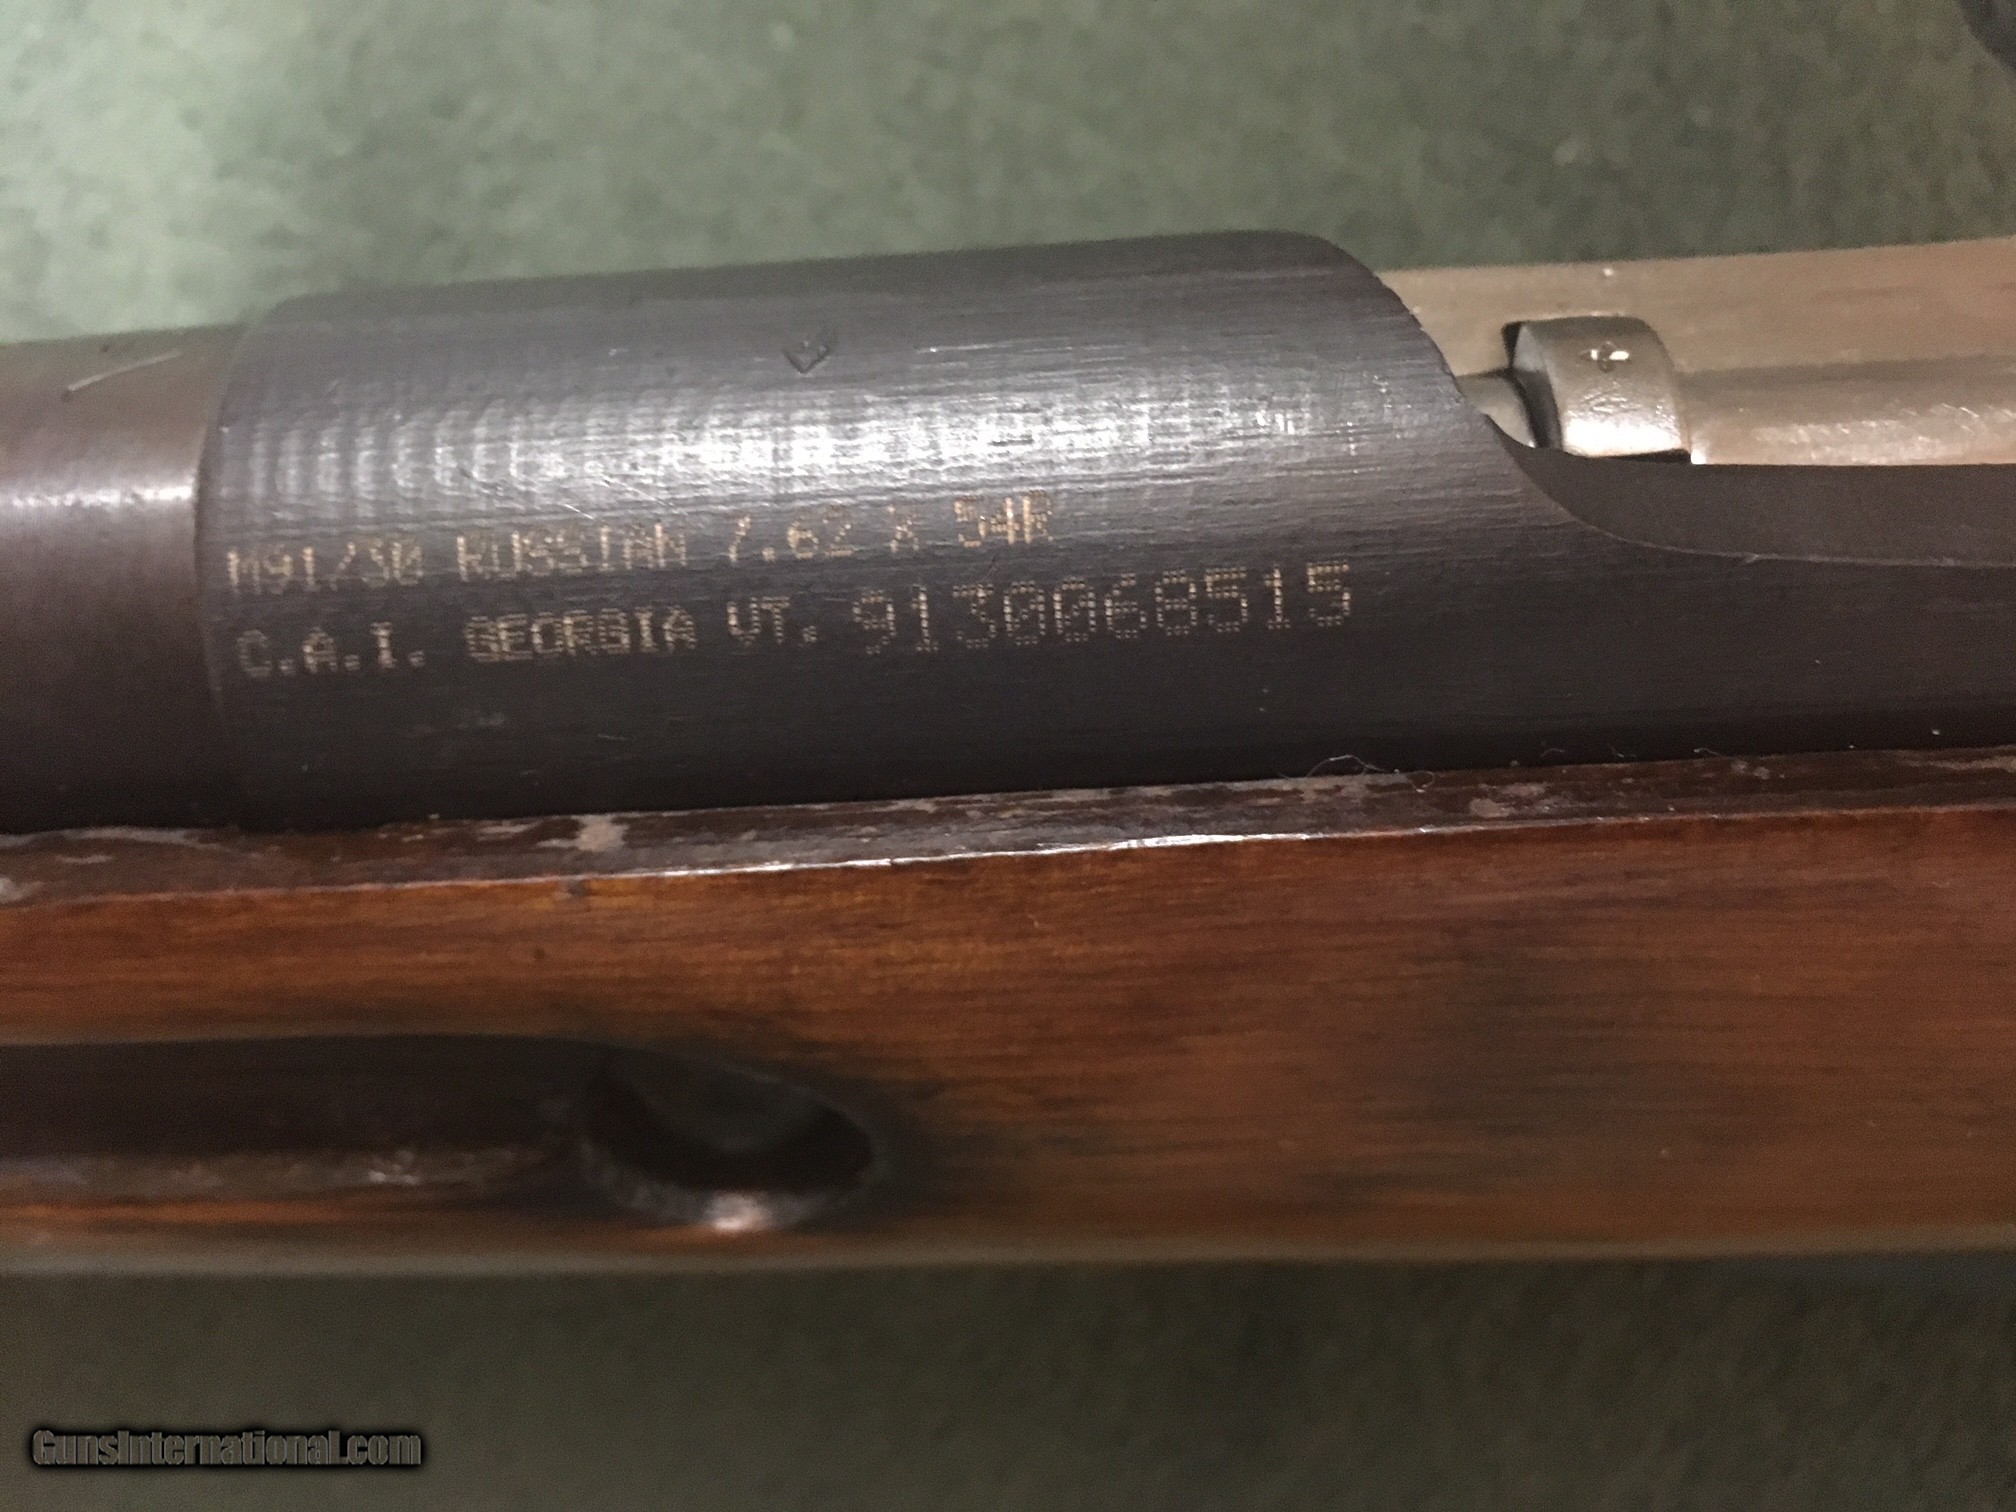 M91/30 RUSSIAN 7.62 X 54R
C.A.I. GEORGIA VT. 9130068515
GunsInternational.com